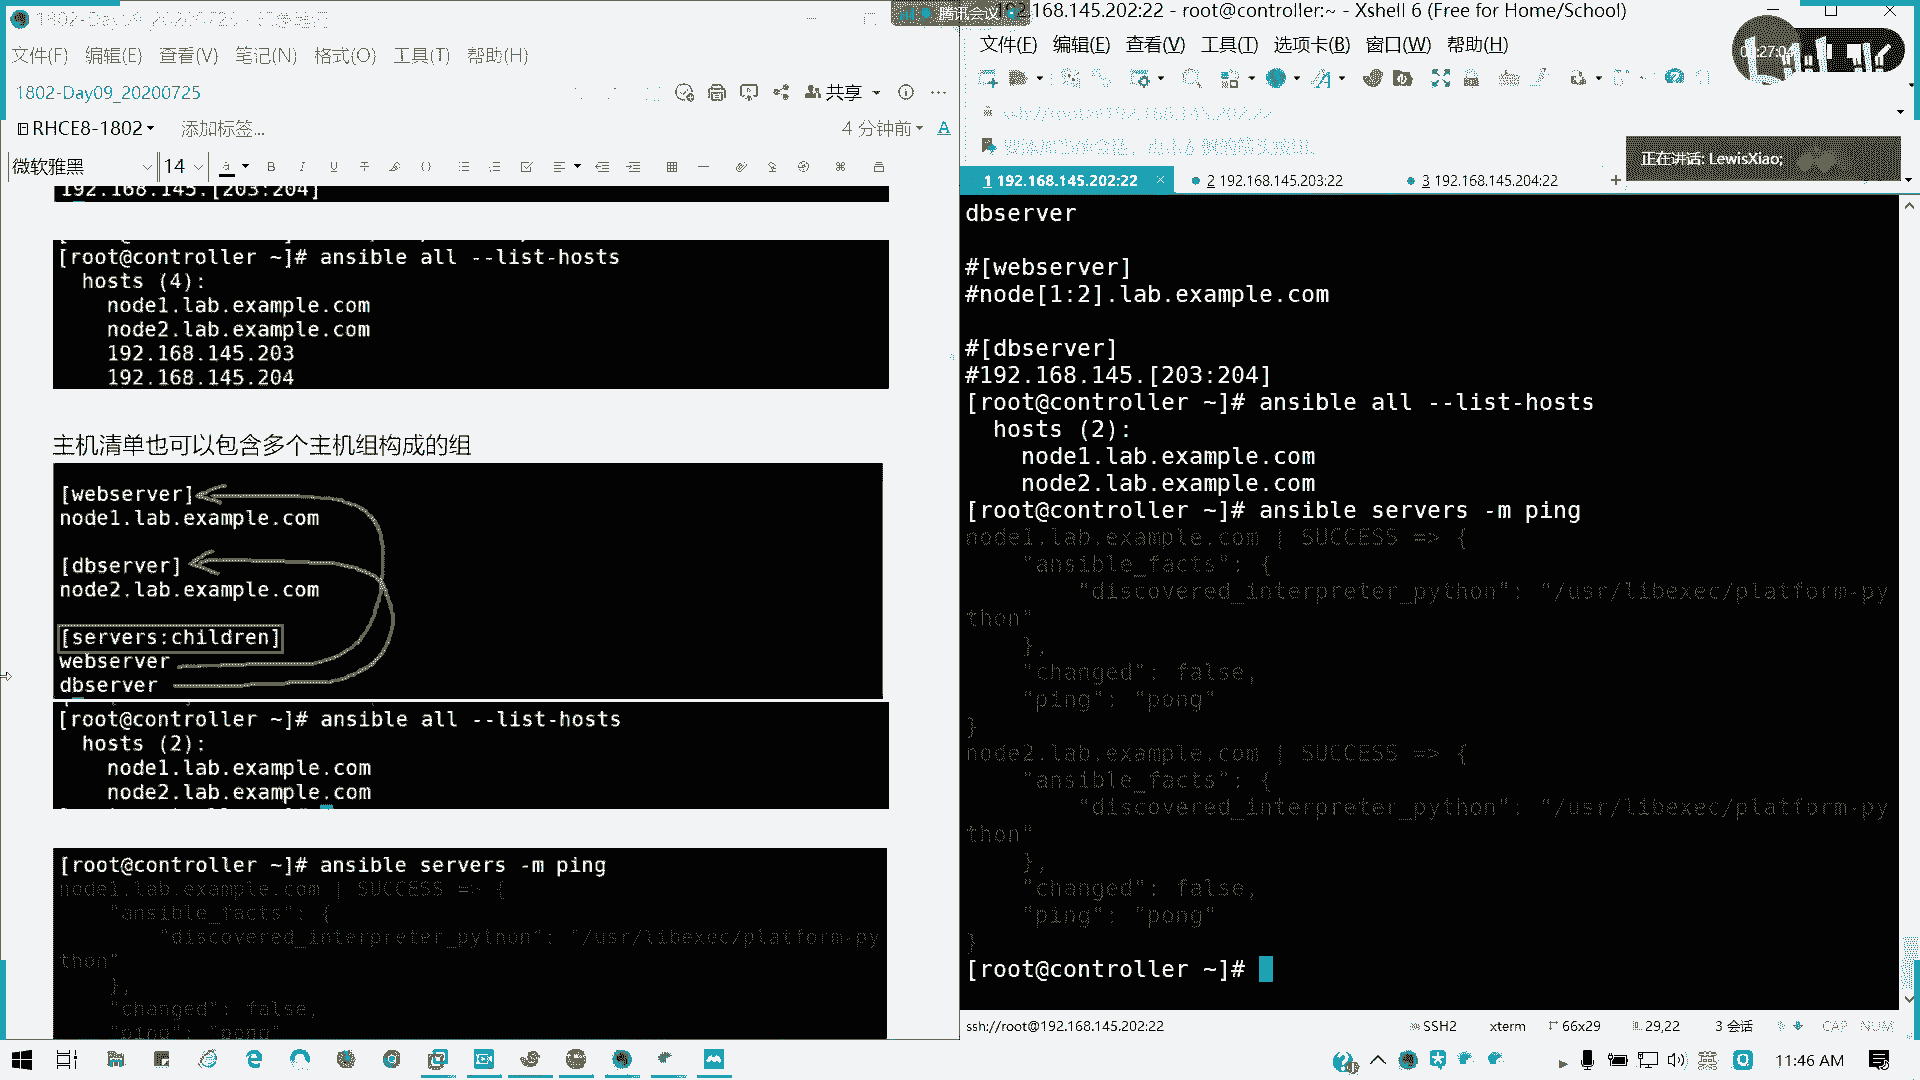 1802-Day09_20200725
文件(F) 编辑(E) 查看(V) 笔记(N) 格式(O) 工具(T) 帮助(H)
1802-Day09_20200725
共享
RHCE8-1802
添加标签...
4 分钟前
微软雅黑
14
192.168.145.[203:204]
[root@controller ~]# ansible all --list-hosts
hosts (4):
node1.lab.example.com
node2.lab.example.com
192.168.145.203
192.168.145.204
主机清单也可以包含多个主机组构成的组
[webserver]
node1.lab.example.com
[dbserver]
node2.lab.example.com
[servers:children]
webserver
dbserver
[root@controller ~]# ansible all --list-hosts
hosts (2):
node1.lab.example.com
node2.lab.example.com
[root@controller ~]# ansible servers -m ping
node1.lab.example.com | SUCCESS => {
"ansible_facts": {
"discovered_interpreter_python": "/usr/libexec/platform-py
thon"
},
"changed": false,
"ping": "pong"
腾讯会议
192.168.145.202:22 - root@controller:~ - Xshell 6 (Free for Home/School)
文件(F) 编辑(E) 查看(V) 工具(T) 选项卡(B) 窗口(W) 帮助(H)
正在讲话: LewisXiao;
1 192.168.145.202:22
2 192.168.145.203:22
3 192.168.145.204:22
dbserver
#[webserver]
#node[1:2].lab.example.com
#[dbserver]
#192.168.145.[203:204]
[root@controller ~]# ansible all --list-hosts
hosts (2):
node1.lab.example.com
node2.lab.example.com
[root@controller ~]# ansible servers -m ping
node1.lab.example.com | SUCCESS => {
"ansible_facts": {
"discovered_interpreter_python": "/usr/libexec/platform-py
thon"
},
"changed": false,
"ping": "pong"
}
node2.lab.example.com | SUCCESS => {
"ansible_facts": {
"discovered_interpreter_python": "/usr/libexec/platform-py
thon"
},
"changed": false,
"ping": "pong"
}
[root@controller ~]#
ssh://root@192.168.145.202:22
SSH2
xterm
66x29
29,22
3 会话
CAP NUM
英
11:46 AM